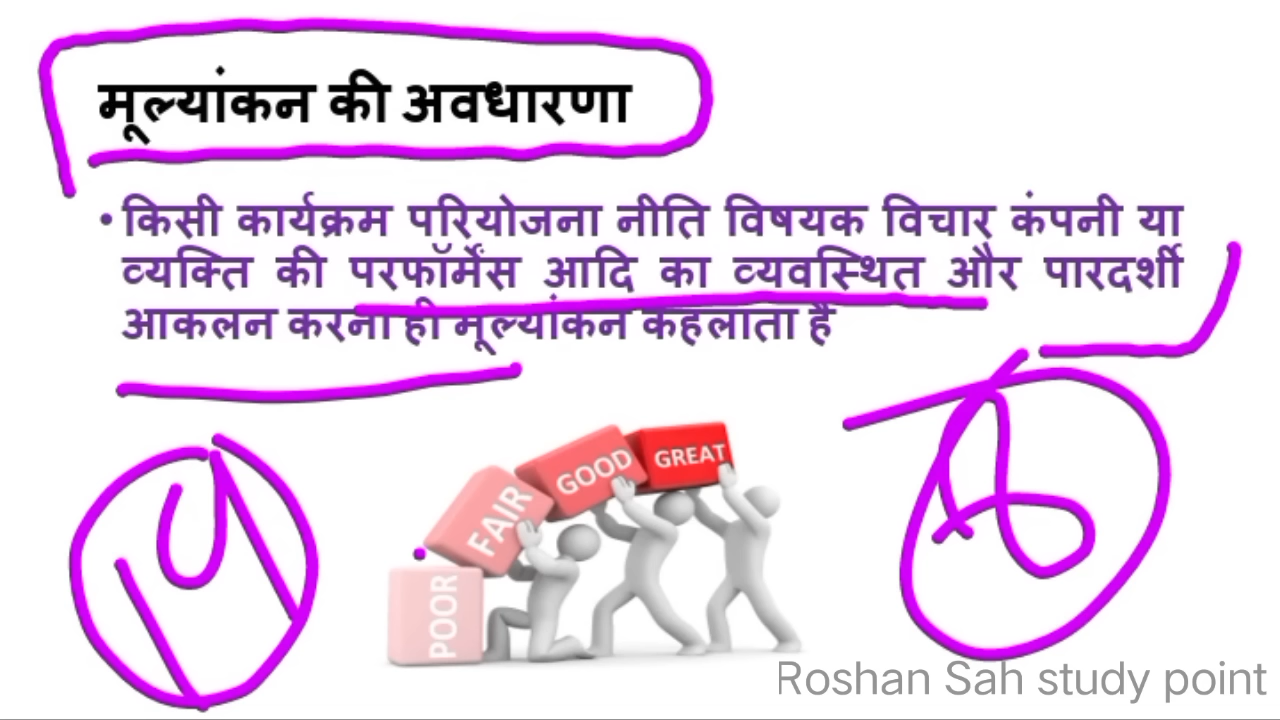 मूल्यांकन की अवधारणा
• किसी कार्यक्रम परियोजना नीति विषयक विचार कंपनी या
व्यक्ति की परफॉर्मेंस आदि का व्यवस्थित और पारदर्शी
आकलन करना ही मूल्यांकन कहलाता है
GREAT
GOOD
FAIR
POOR
Roshan Sah study point